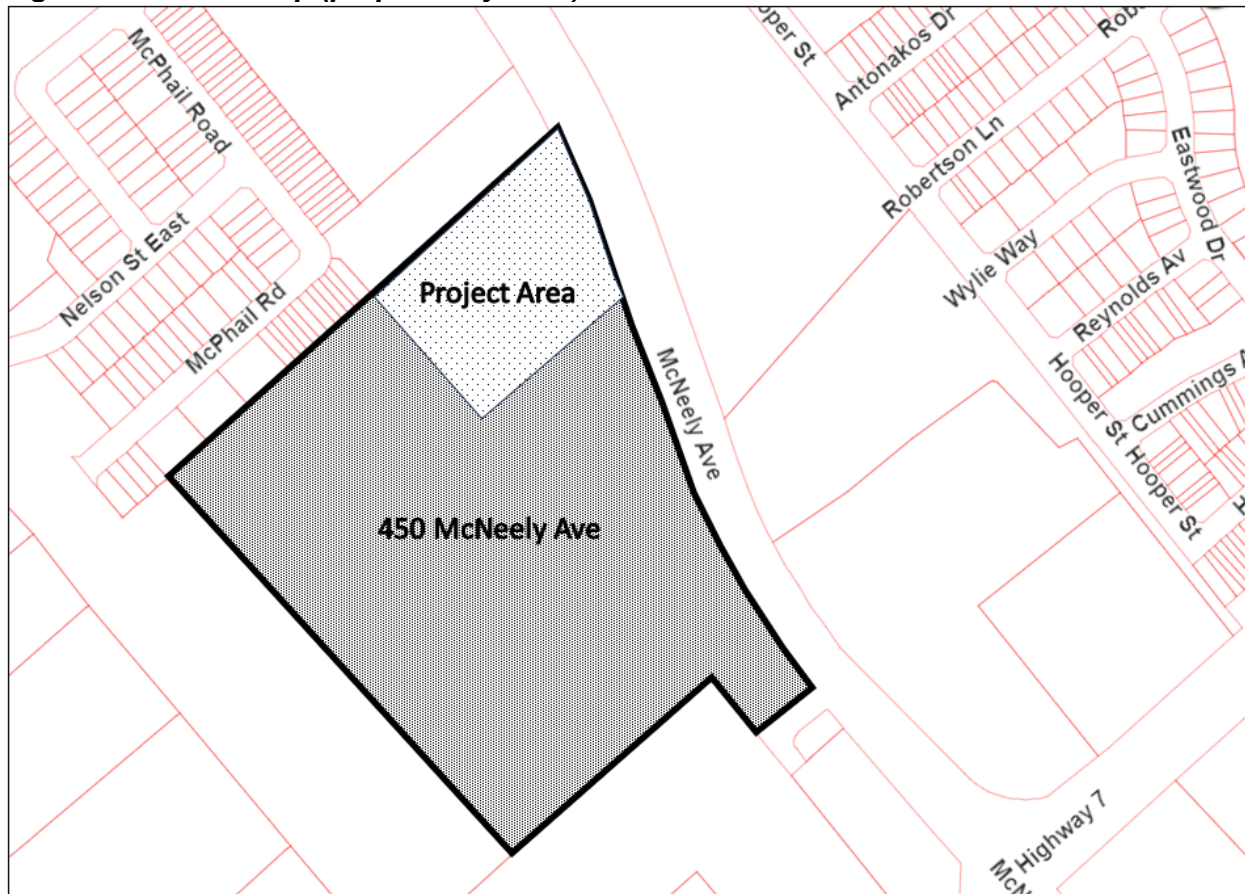 McPhail Road
Hooper St
Antonakos Dr
Robertson Ln
Eastwood Dr
Nelson St East
Project Area
Wylie Way
Reynolds Av
McPhail Rd
McNeely Ave
Hooper St
Cummings
Hooper St
450 McNeely Ave
Highway 7